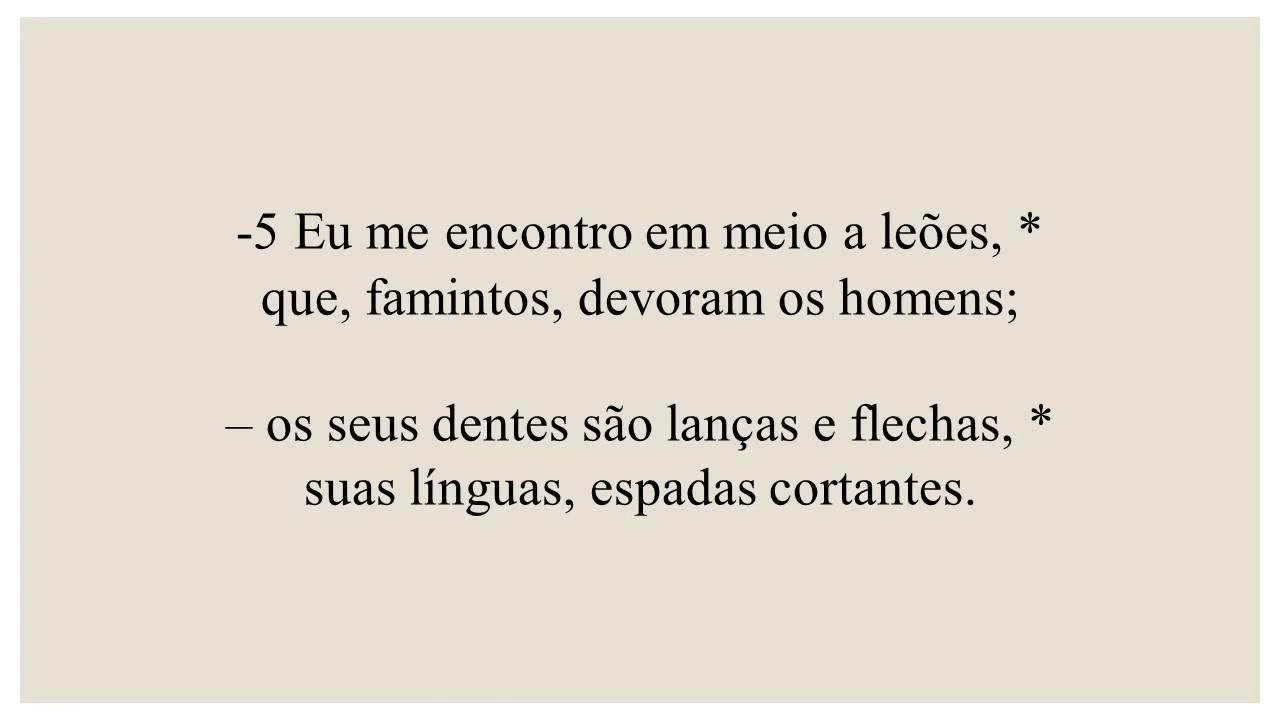 -5 Eu me encontro em meio a leões, *
que, famintos, devoram os homens;
– os seus dentes são lanças e flechas, *
suas línguas, espadas cortantes.